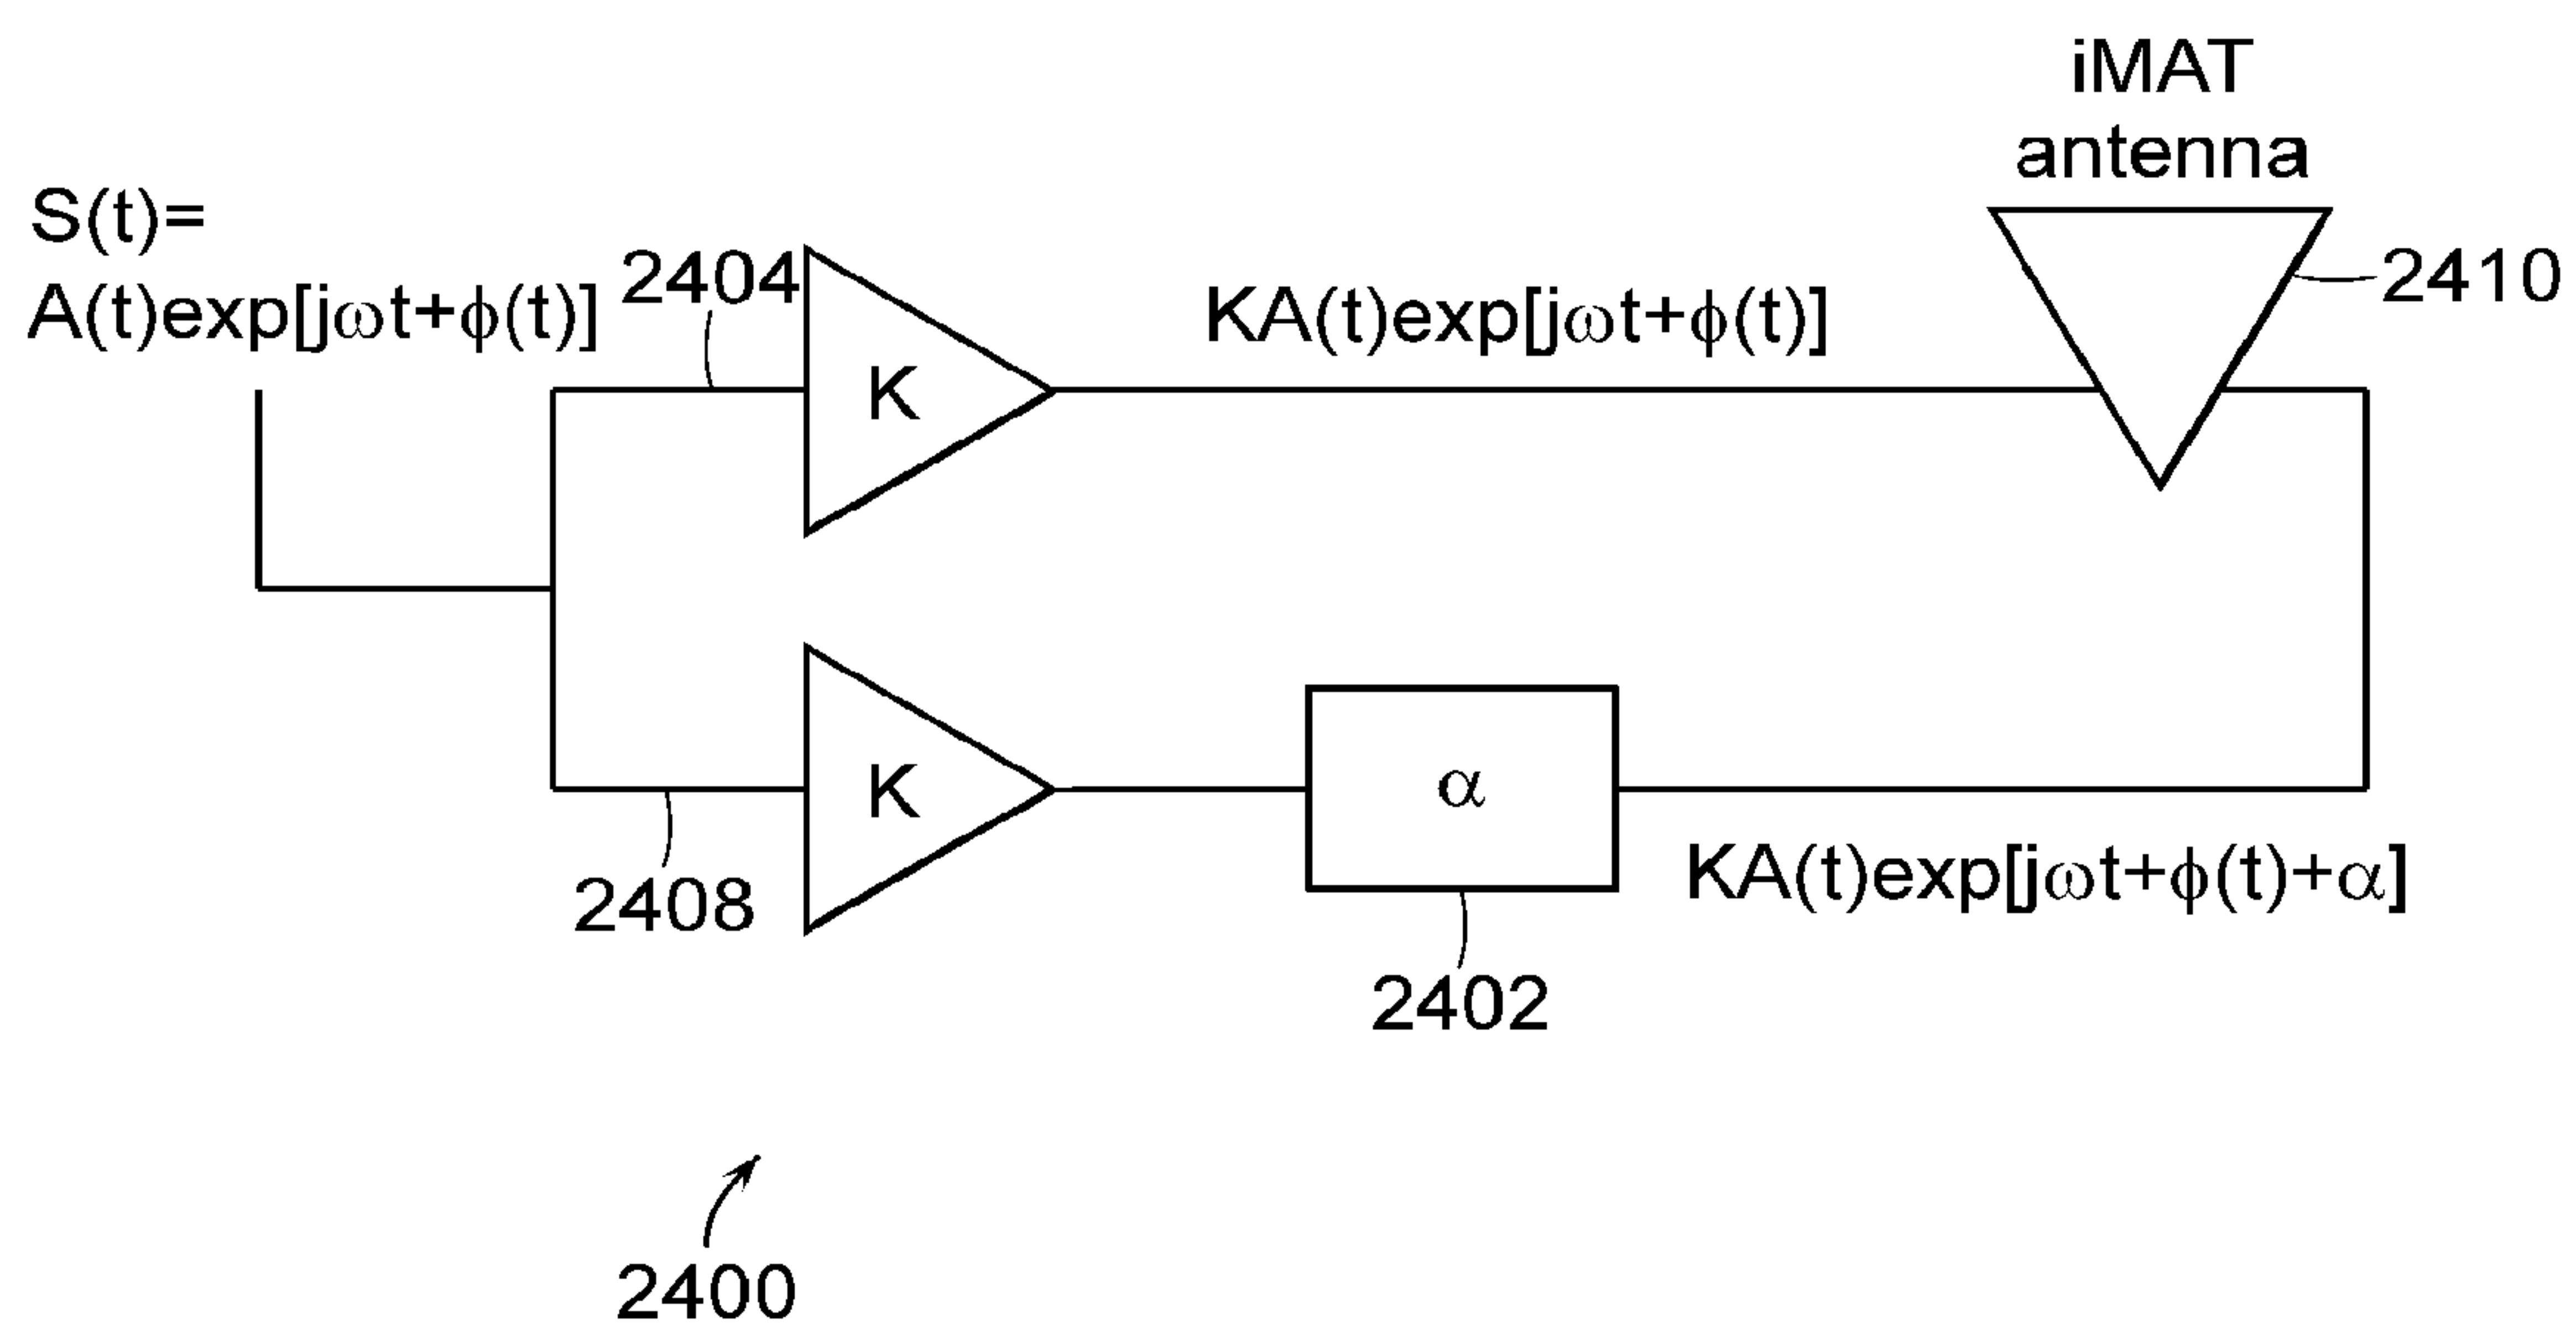 iMAT
antenna
S(t)=
A(t)exp[jωt+ϕ(t)]
2404
KA(t)exp[jωt+ϕ(t)]
2410
K
K
α
2408
KA(t)exp[jωt+ϕ(t)+α]
2402
2400